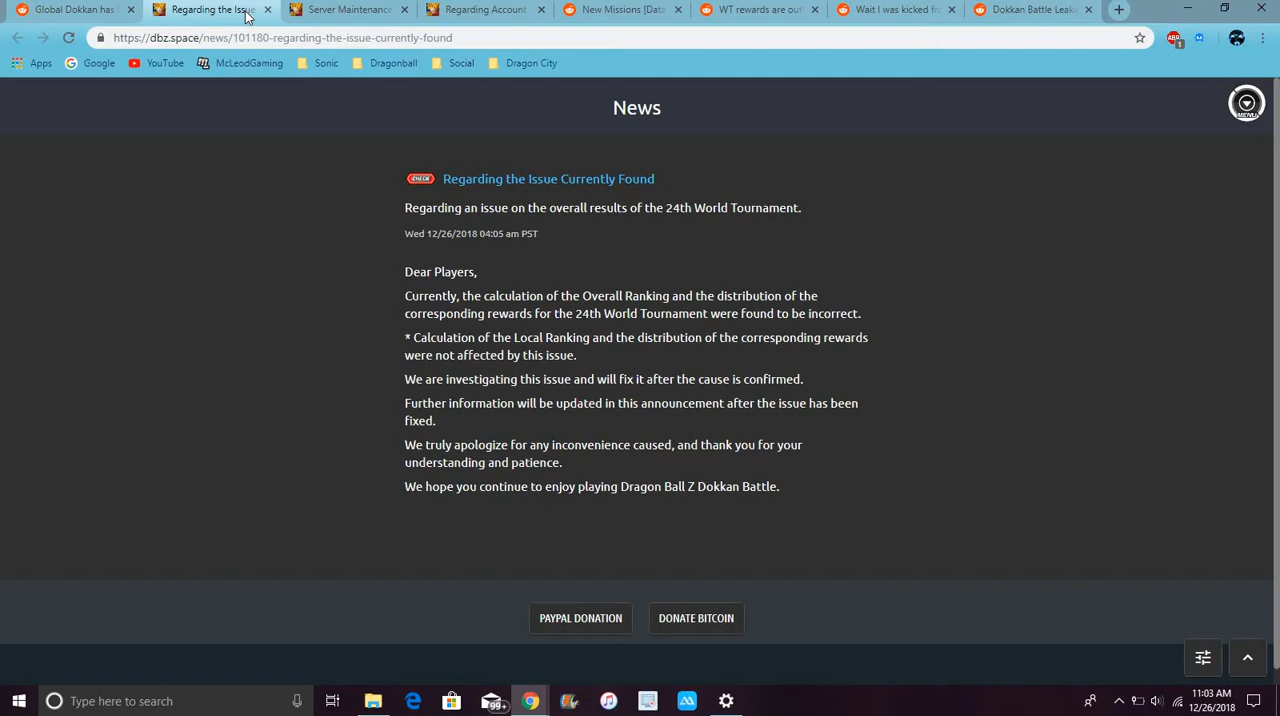 Global Dokkan has
Regarding the Issue
Server Maintenance
Regarding Account
New Missions [Data
WT rewards are out
Wait I was kicked fr
Dokkan Battle Leak
https://dbz.space/news/101180-regarding-the-issue-currently-found
ABP
1
Apps
Google
YouTube
McLeodGaming
Sonic
Dragonball
Social
Dragon City
News
MENU
CHECK
Regarding the Issue Currently Found
Regarding an issue on the overall results of the 24th World Tournament.
Wed 12/26/2018 04:05 am PST
Dear Players,
Currently, the calculation of the Overall Ranking and the distribution of the
corresponding rewards for the 24th World Tournament were found to be incorrect.
* Calculation of the Local Ranking and the distribution of the corresponding rewards
were not affected by this issue.
We are investigating this issue and will fix it after the cause is confirmed.
Further information will be updated in this announcement after the issue has been
fixed.
We truly apologize for any inconvenience caused, and thank you for your
understanding and patience.
We hope you continue to enjoy playing Dragon Ball Z Dokkan Battle.
PAYPAL DONATION
DONATE BITCOIN
Type here to search
99+
11:03 AM
12/26/2018